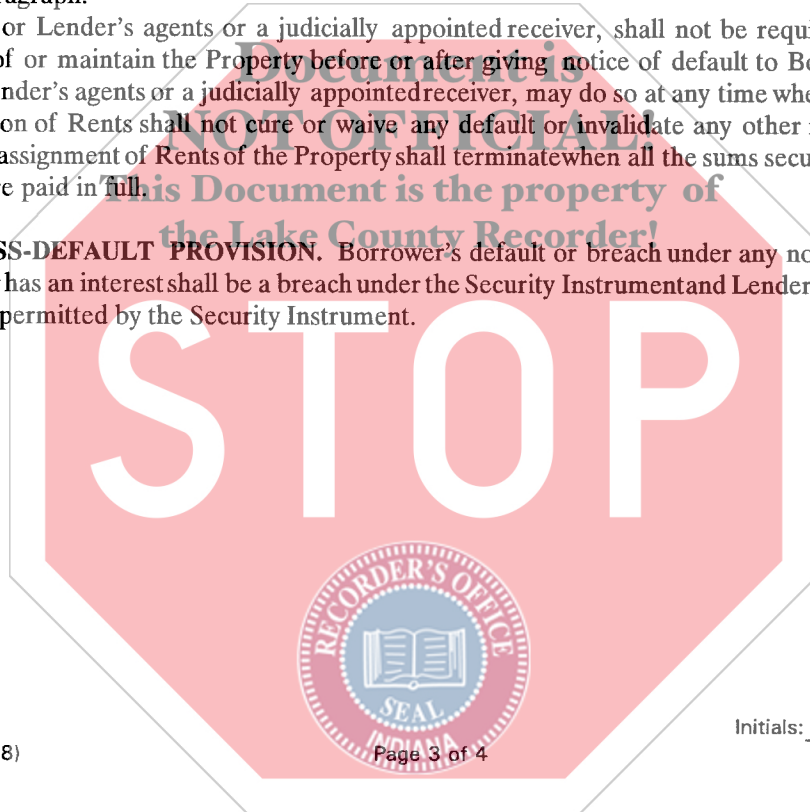 ragraph.
or Lender's agents or a judicially appointed receiver, shall not be requi
of or maintain the Property before or after giving notice of default to Bo
nder's agents or a judicially appointed receiver, may do so at any time whe
on of Rents shall not cure or waive any default or invalidate any other
assignment of Rents of the Property shall terminate when all the sums secu
e paid in full.
SS-DEFAULT PROVISION. Borrower's default or breach under any no
has an interest shall be a breach under the Security Instrument and Lender
permitted by the Security Instrument.
Document is
NOT OFFICIAL!
This Document is the property of
the Lake County Recorder!
STOP
RECORDER'S OFFICE
SEAL
INDIANA
Initials:
8)
Page 3 of 4